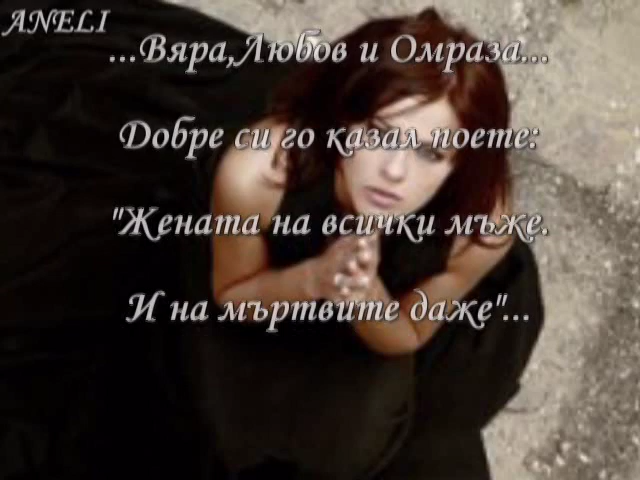 ANELI
...Вяра,Любов и Омраза...
Добре си го казал поете:
"Жената на всички мъже.
И на мъртвите даже"...